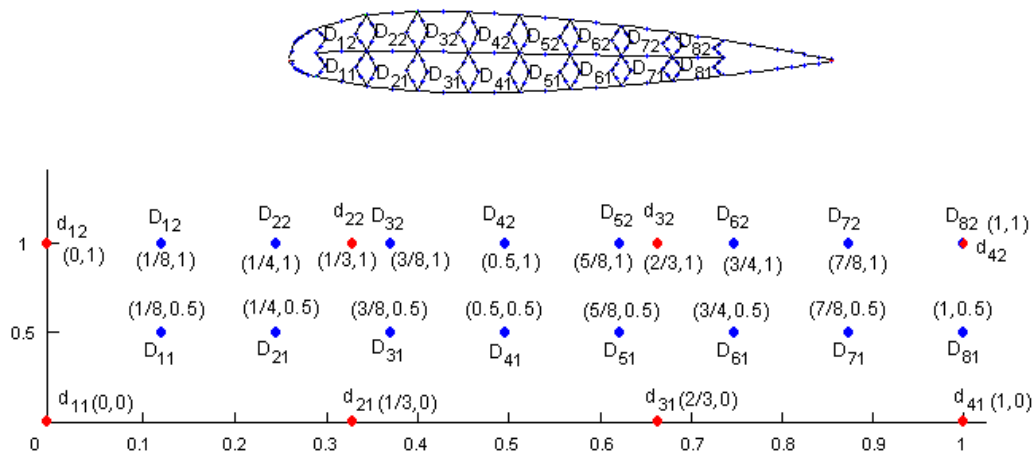 D12 D22 D32 D42 D52 D62 D72 D82
D11 D21 D31 D41 D51 D61 D71 D81
d12 D12 D22 d22 D32 D42 D52 d32 D62 D72 D82 (1,1)
1 (0,1) (1/8,1) (1/4,1) (1/3,1) (3/8,1) (0.5,1) (5/8,1) (2/3,1) (3/4,1) (7/8,1) d42
(1/8,0.5) (1/4,0.5) (3/8,0.5) (0.5,0.5) (5/8,0.5) (3/4,0.5) (7/8,0.5) (1,0.5)
0.5
D11 D21 D31 D41 D51 D61 D71 D81
d11(0,0) d21(1/3,0) d31(2/3,0) d41(1,0)
0 0.1 0.2 0.3 0.4 0.5 0.6 0.7 0.8 0.9 1